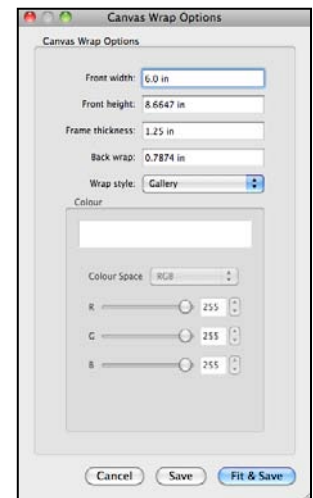 Canvas Wrap Options
Canvas Wrap Options
Front width: 6.0 in
Front height: 8.6647 in
Frame thickness: 1.25 in
Back wrap: 0.7874 in
Wrap style: Gallery
Colour
Colour Space RGB
R 255
G 255
B 255
Cancel Save Fit & Save